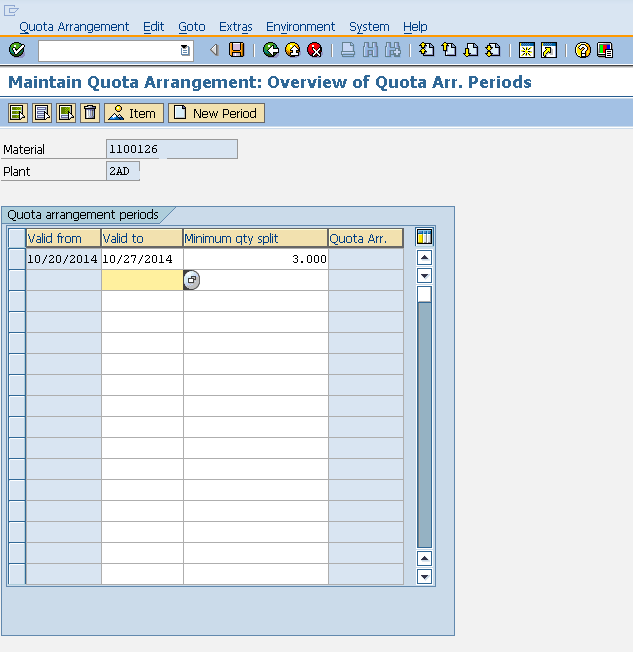 Quota Arrangement Edit Goto Extras Environment System Help
Maintain Quota Arrangement: Overview of Quota Arr. Periods
Item New Period
Material 1100126
Plant 2AD
Quota arrangement periods
Valid from Valid to Minimum qty split Quota Arr.
10/20/2014 10/27/2014 3.000